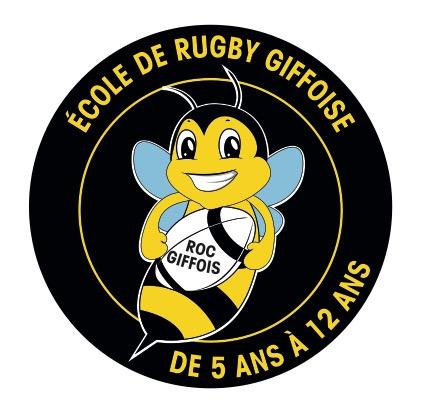 ÉCOLE DE RUGBY GIFFOISE
ROC
GIFFOIS
DE 5 ANS À 12 ANS